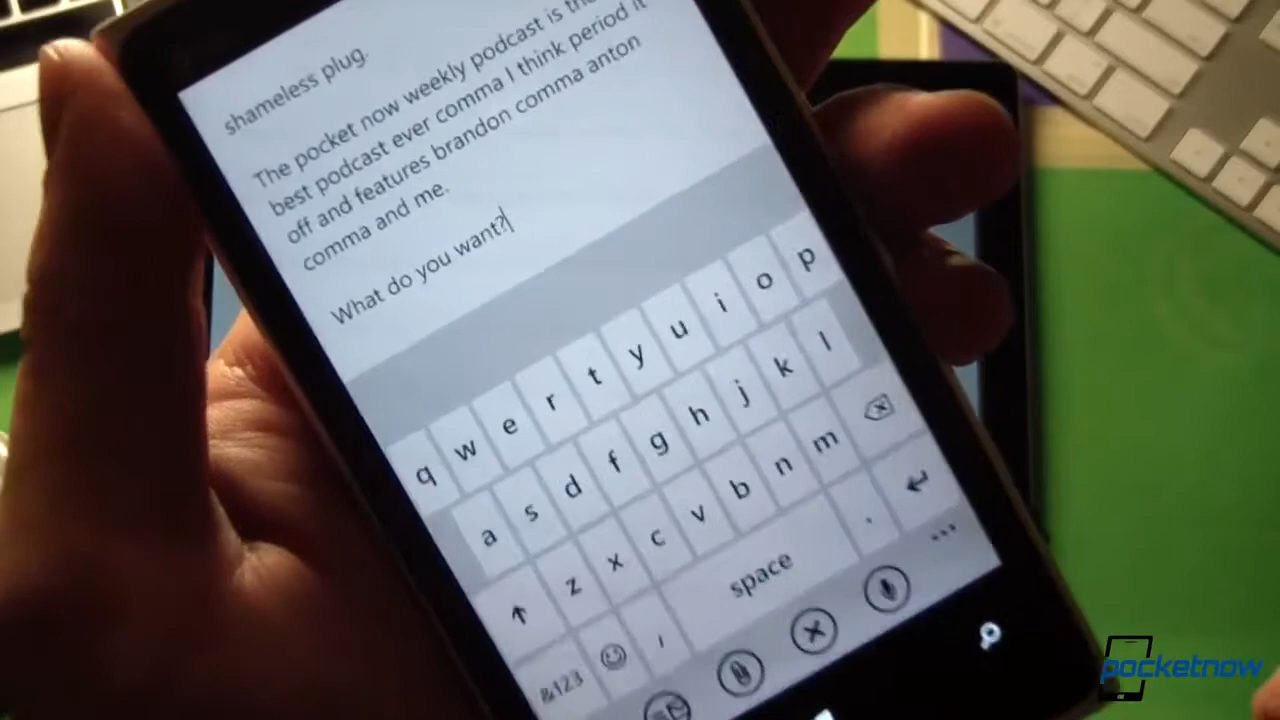 shameless plug.
The pocket now weekly podcast is the
best podcast ever comma I think period it
off and features brandon comma anton
comma and me.
What do you want?
q w e r t y u i o p
a s d f g h j k l
z x c v b n m
&123 , space .
pocketnow